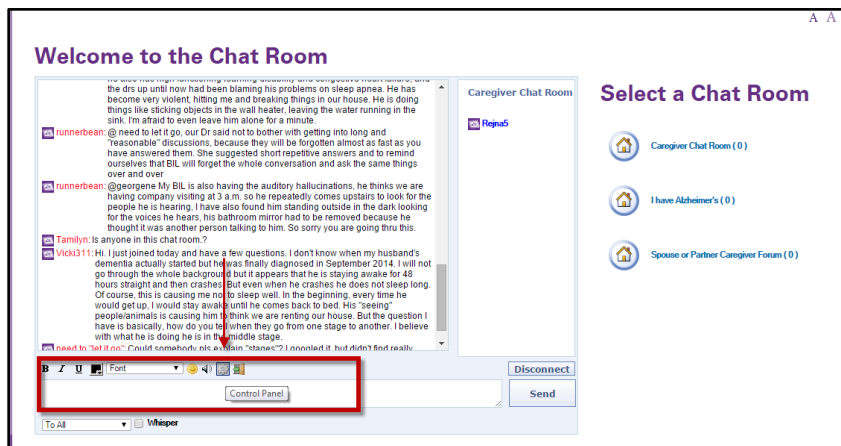 A A
Welcome to the Chat Room
the drs up until now had been blaming his problems on sleep apnea. He has
become very violent, hitting me and breaking things in our house. He is doing
things like sticking objects in the wall heater, leaving the water running in the
sink. I'm afraid to even leave him alone for a minute.
runnerbean: @ need to let it go, our Dr said not to bother with getting into long and
"reasonable" discussions, because they will be forgotten almost as fast as you
have answered them. She suggested short repetitive answers and to remind
ourselves that BIL will forget the whole conversation and ask the same things
over and over
runnerbean: @georgene My BIL is also having the auditory hallucinations, he thinks we are
having company visiting at 3 a.m. so he repeatedly comes upstairs to look for the
people he is hearing. I have also found him standing outside in the dark looking
for the voices he hears, his bathroom mirror had to be removed because he
thought it was another person talking to him. So sorry you are going thru this.
Tamilyn: Is anyone in this chat room.?
Vicki311: Hi. I just joined today and have a few questions. I don't know when my husband's
dementia actually started but he was finally diagnosed in September 2014. I will not
go through the whole background but it appears that he is staying awake for 48
hours straight and then crashes. But even when he crashes he does not sleep long.
Of course, this is causing me not to sleep well. In the beginning, every time he
would get up, I would stay awake until he comes back to bed. His "seeing"
people/animals is causing him to think we are renting our house. But the question I
have is basically, how do you tell when they go from one stage to another. I believe
with what he is doing he is in the middle stage.
need to "let it go": Could somebody pls explain "stages"? I googled it, but didn't find really
Caregiver Chat Room
Rejna5
B I U Font
Control Panel
Disconnect
Send
To All Whisper
Select a Chat Room
Caregiver Chat Room ( 0 )
I have Alzheimer's ( 0 )
Spouse or Partner Caregiver Forum ( 0 )